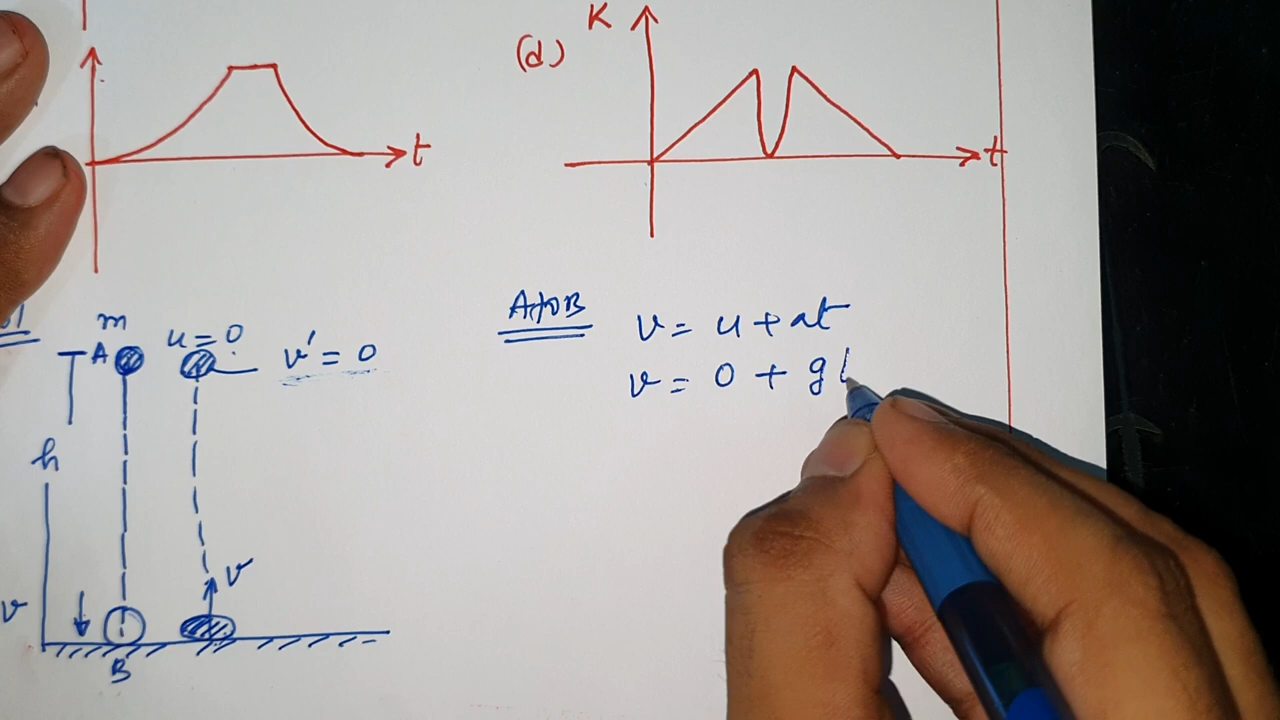 K
(d)
t
t
m
A
u=0
v' = 0
h
v
v
B
A to B
v = u + at
v = 0 + g